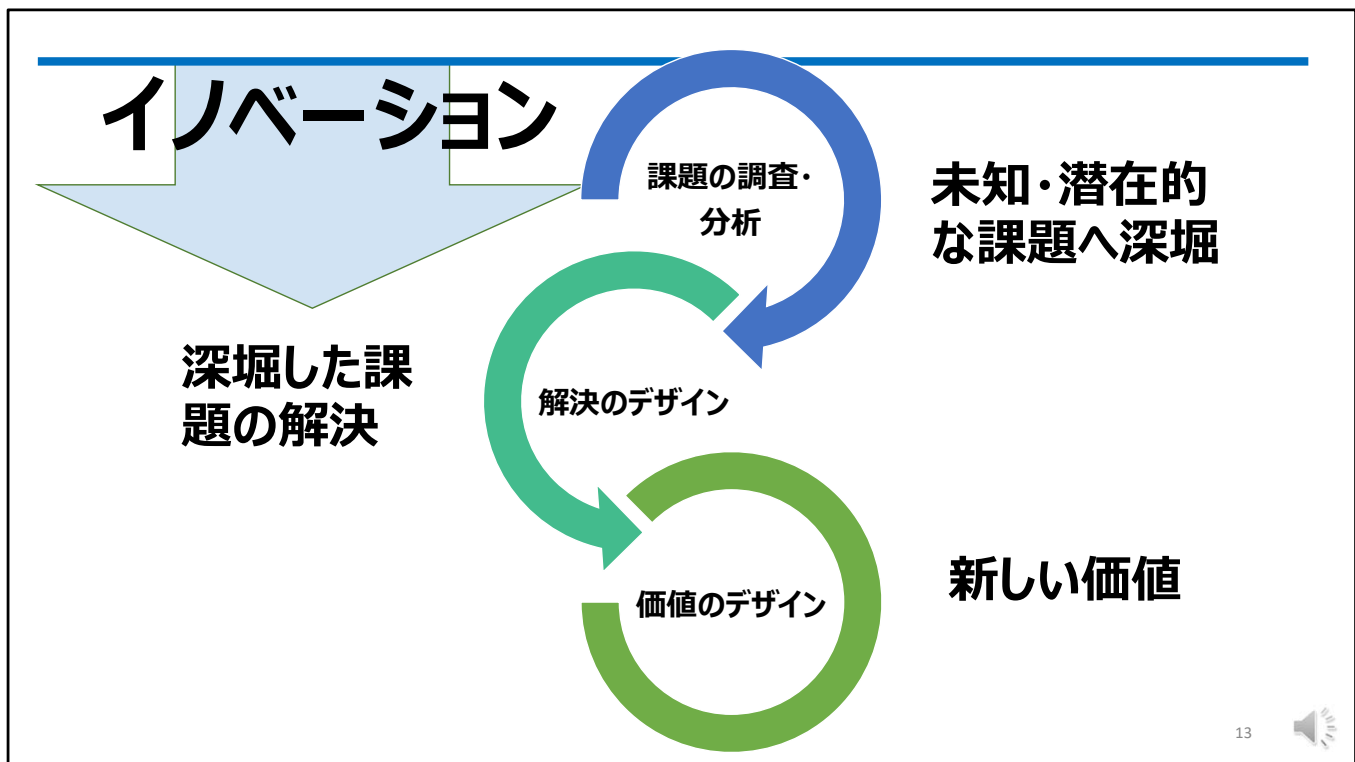 イノベーション
課題の調査・
分析
未知・潜在的
な課題へ深堀
深堀した課
題の解決
解決のデザイン
価値のデザイン
新しい価値
13